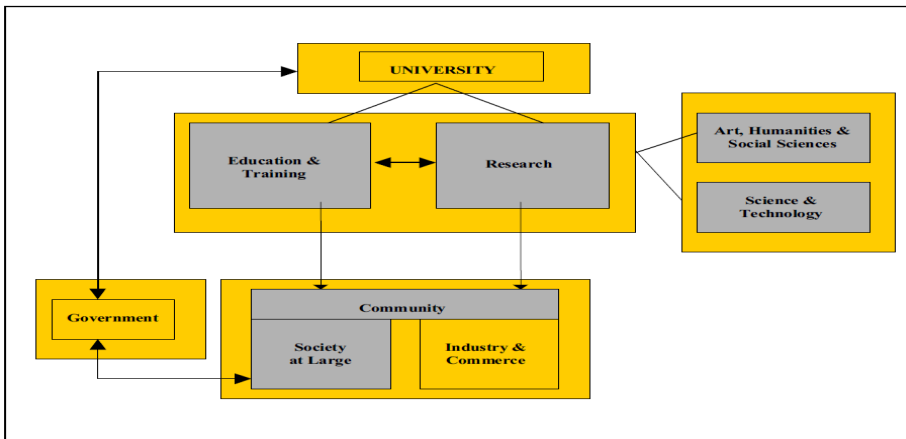 UNIVERSITY
Education &
Training
Research
Art, Humanities &
Social Sciences
Science &
Technology
Government
Community
Society
at Large
Industry &
Commerce